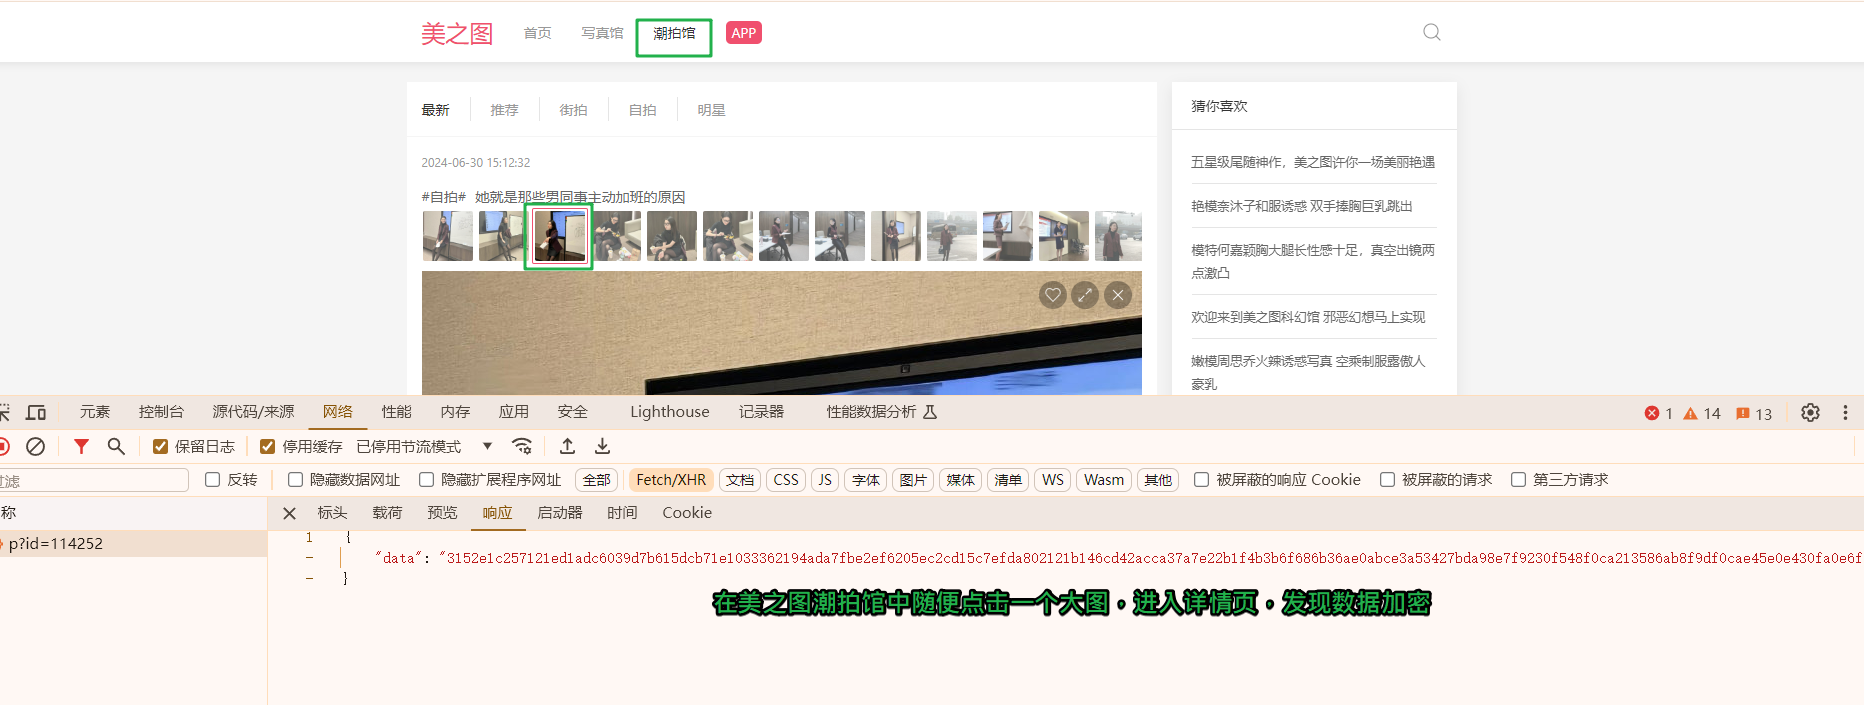 美之图 首页 写真馆 潮拍馆 APP
最新 推荐 街拍 自拍 明星
2024-06-30 15:12:32
#自拍# 她就是那些男同事主动加班的原因
猜你喜欢
五星级尾随神作，美之图许你一场美丽艳遇
艳模奈沐子和服诱惑 双手捧胸巨乳跳出
模特何嘉颖胸大腿长性感十足，真空出镜两
点激凸
欢迎来到美之图科幻馆 邪恶幻想马上实现
嫩模周思乔火辣诱惑写真 空乘制服露傲人
豪乳
元素 控制台 源代码/来源 网络 性能 内存 应用 安全 Lighthouse 记录器 性能数据分析 1 14 13
保留日志 停用缓存 已停用节流模式
过滤 反转 隐藏数据网址 隐藏扩展程序网址 全部 Fetch/XHR 文档 CSS JS 字体 图片 媒体 清单 WS Wasm 其他 被屏蔽的响应 Cookie 被屏蔽的请求 第三方请求
称 标头 载荷 预览 响应 启动器 时间 Cookie
p?id=114252
1 {
- "data": "3152e1c257121ed1adc6039d7b615dcb71e1033362194ada7fbe2ef6205ec2cd15c7efda802121b146cd42acca37a7e22b1f4b3b6f686b36ae0abce3a53427bda98e7f9230f548f0ca213586ab8f9df0cae45e0e430fa0e6f
- }
在美之图潮拍馆中随便点击一个大图，进入详情页，发现数据加密